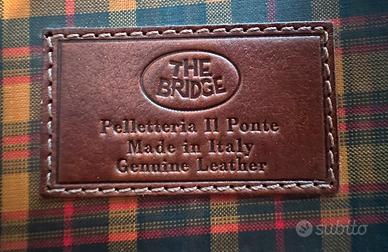 THE
BRIDGE
Pelletteria Il Ponte
Made in Italy
Genuine Leather
subito